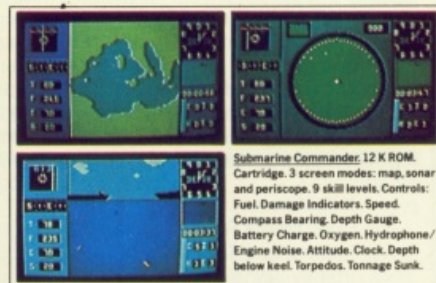 Submarine Commander. 12 K ROM.
Cartridge. 3 screen modes: map, sonar
and periscope. 9 skill levels. Controls:
Fuel. Damage Indicators. Speed.
Compass Bearing. Depth Gauge.
Battery Charge. Oxygen. Hydrophone/
Engine Noise. Attitude. Clock. Depth
below keel. Torpedos. Tonnage Sunk.